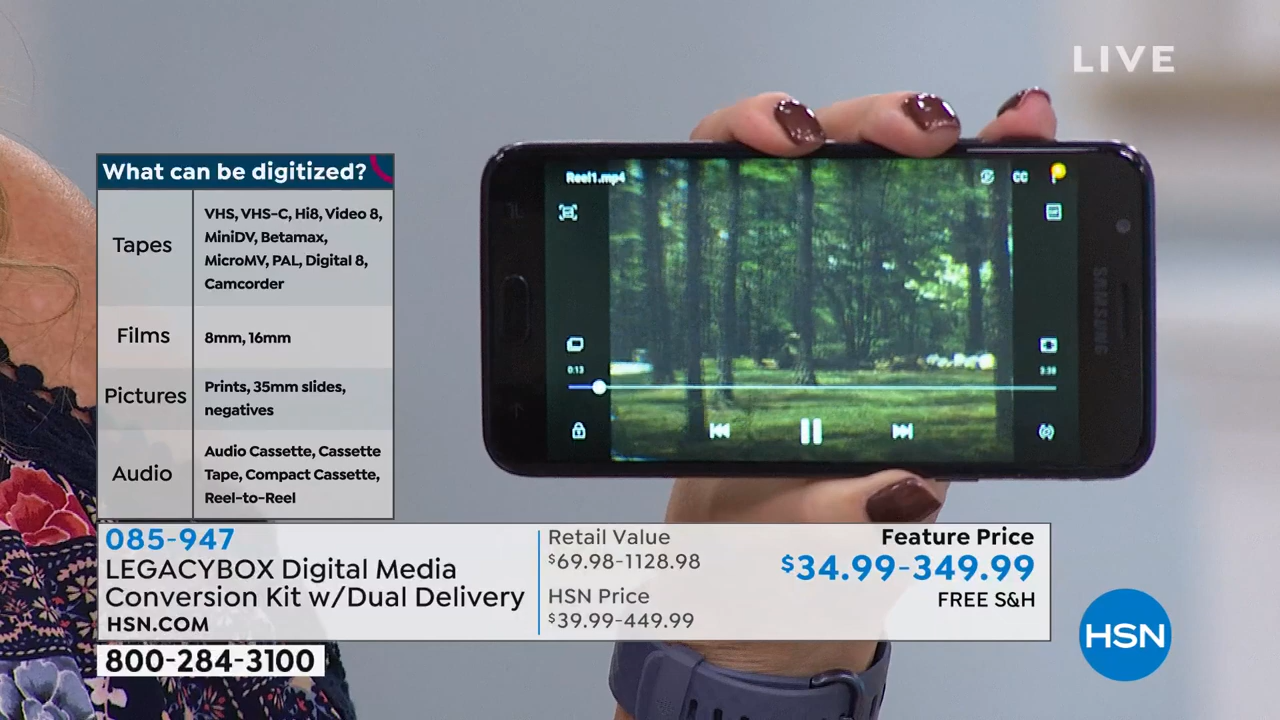 LIVE
What can be digitized?
Tapes
VHS, VHS-C, Hi8, Video 8,
MiniDV, Betamax,
MicroMV, PAL, Digital 8,
Camcorder
Films
8mm, 16mm
Pictures
Prints, 35mm slides,
negatives
Audio
Audio Cassette, Cassette
Tape, Compact Cassette,
Reel-to-Reel
Reel1.mp4
CC
0:13
3:38
SAMSUNG
085-947
LEGACYBOX Digital Media
Conversion Kit w/Dual Delivery
HSN.COM
Retail Value
$69.98-1128.98
HSN Price
$39.99-449.99
Feature Price
$34.99-349.99
FREE S&H
800-284-3100
HSN